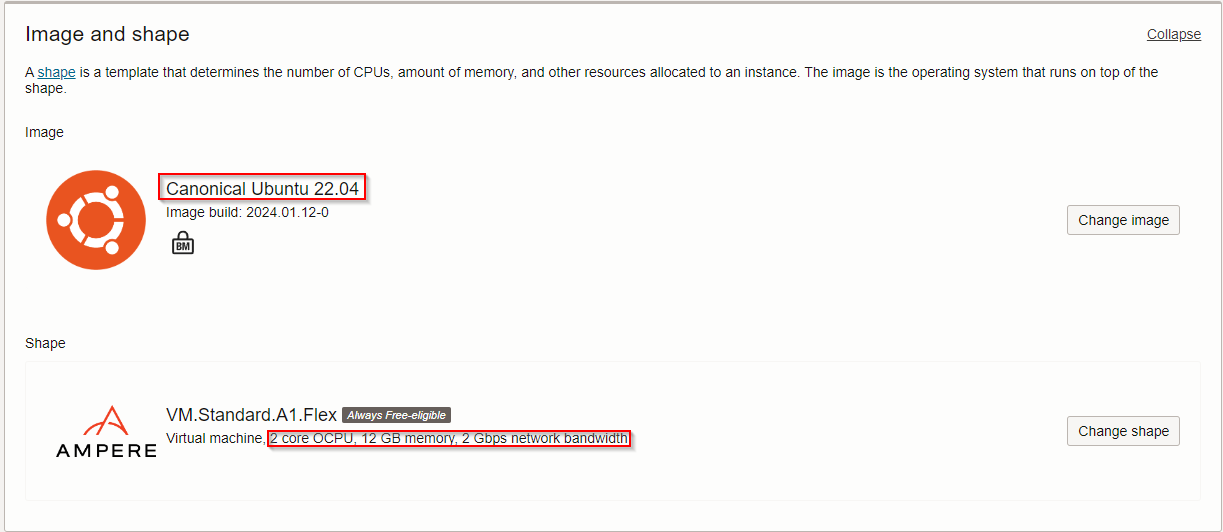 Image and shape
Collapse
A shape is a template that determines the number of CPUs, amount of memory, and other resources allocated to an instance. The image is the operating system that runs on top of the
shape.
Image
Canonical Ubuntu 22.04
Image build: 2024.01.12-0
BM
Change image
Shape
VM.Standard.A1.Flex Always Free-eligible
Virtual machine, 2 core OCPU, 12 GB memory, 2 Gbps network bandwidth
AMPERE
Change shape